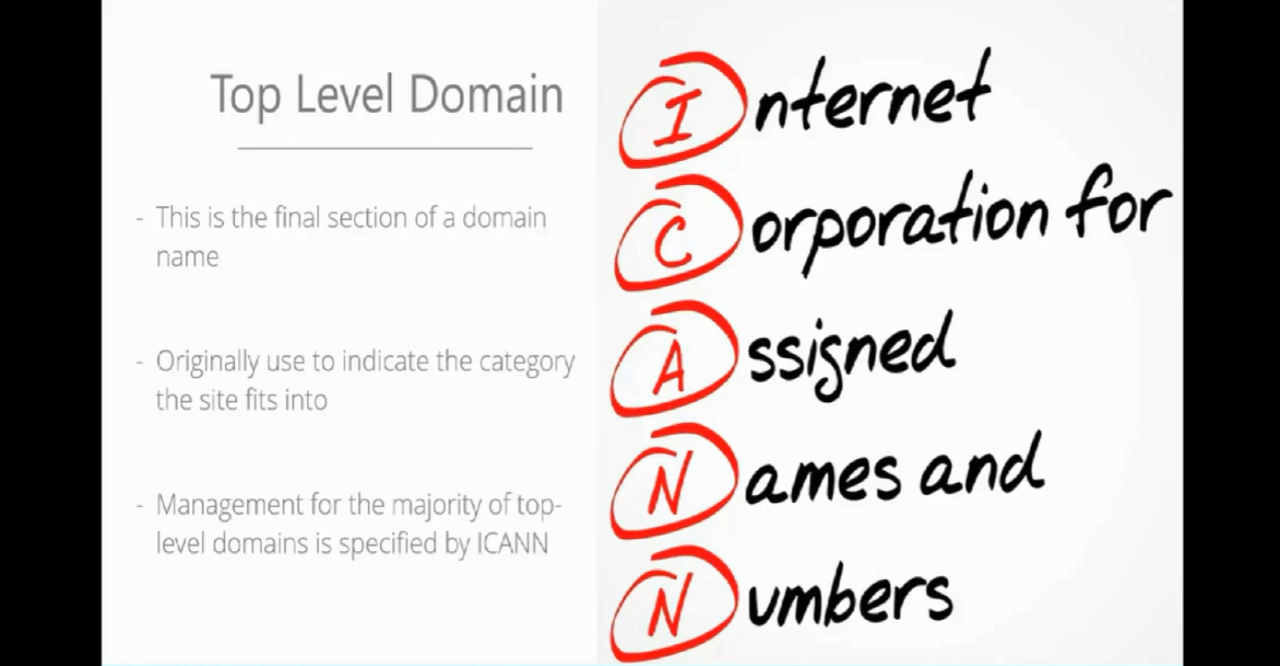 Top Level Domain
- This is the final section of a domain
name
- Originally use to indicate the category
the site fits into
- Management for the majority of top-
level domains is specified by ICANN
Internet
Corporation for
Assigned
Names and
Numbers